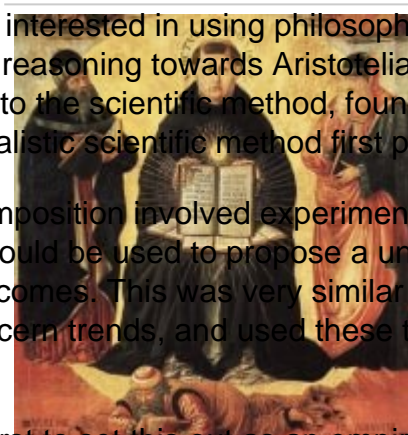 interested in using philosoph
reasoning towards Aristotelia
to the scientific method, foun
alistic scientific method first p
mposition involved experimen
ould be used to propose a un
comes. This was very similar
cern trends, and used these t